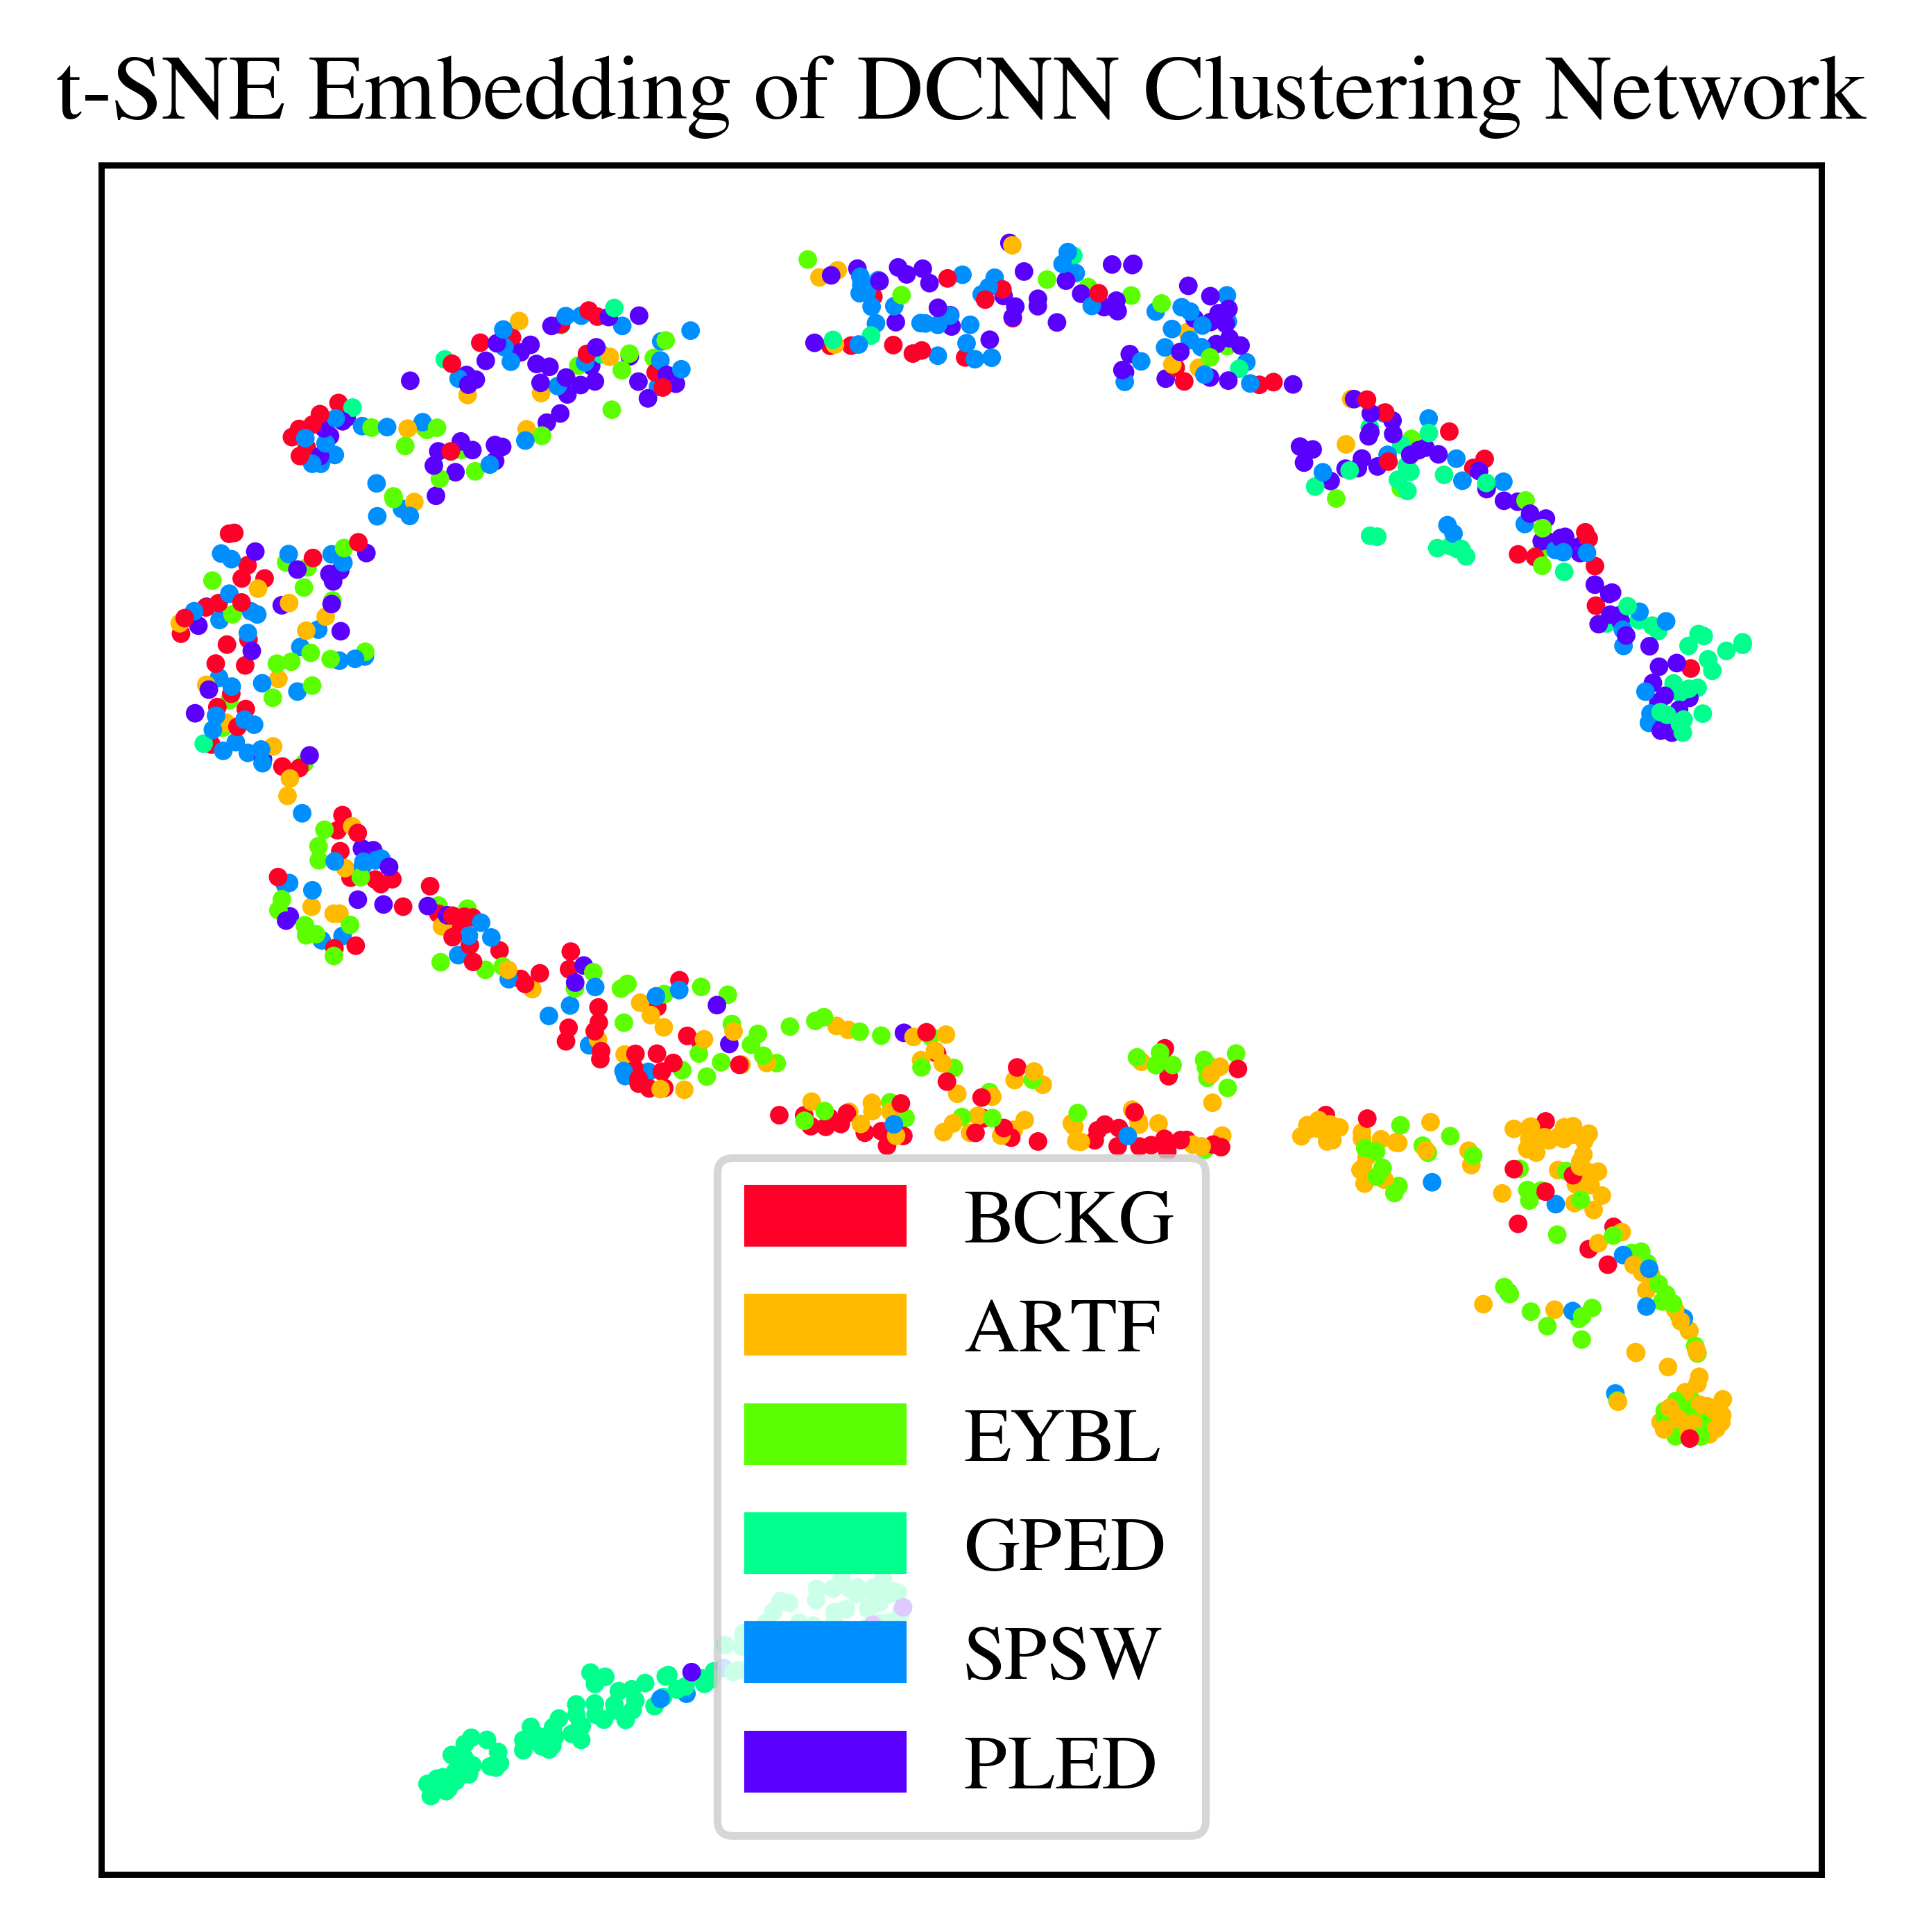 t-SNE Embedding of DCNN Clustering Network
BCKG
ARTF
EYBL
GPED
SPSW
PLED